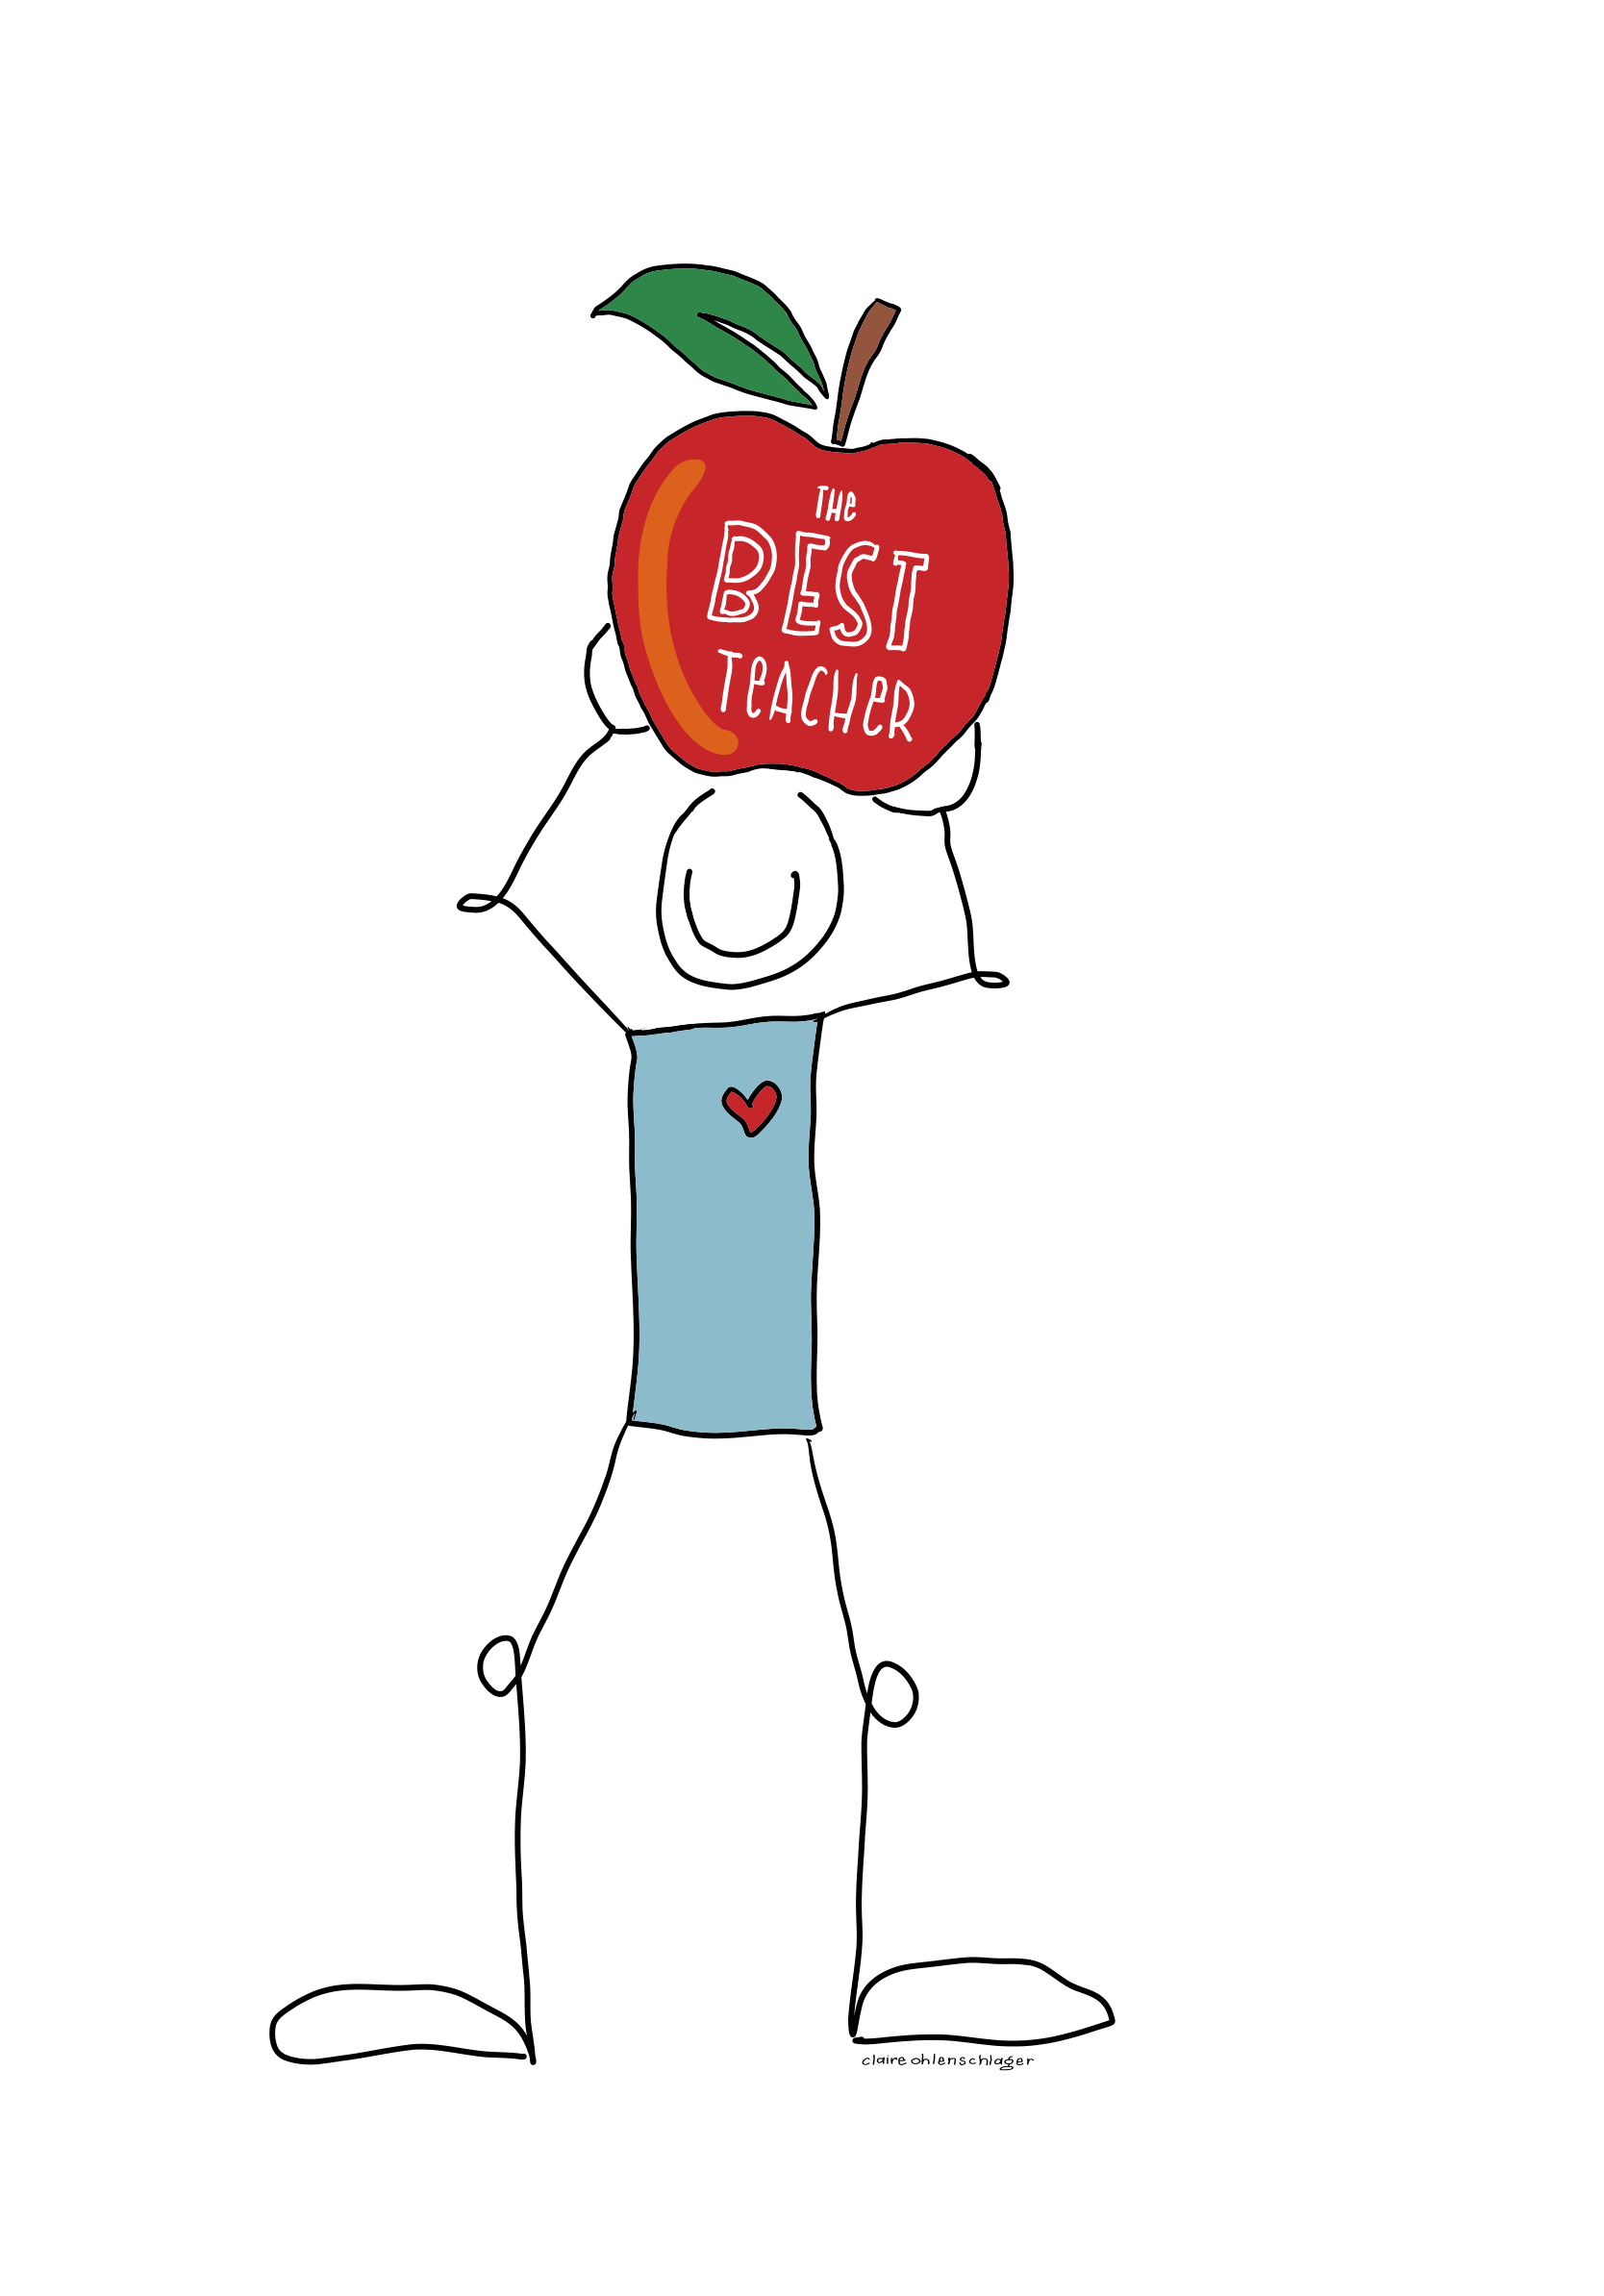 THe
BEST
TeACHeR
claire ohlenschlager